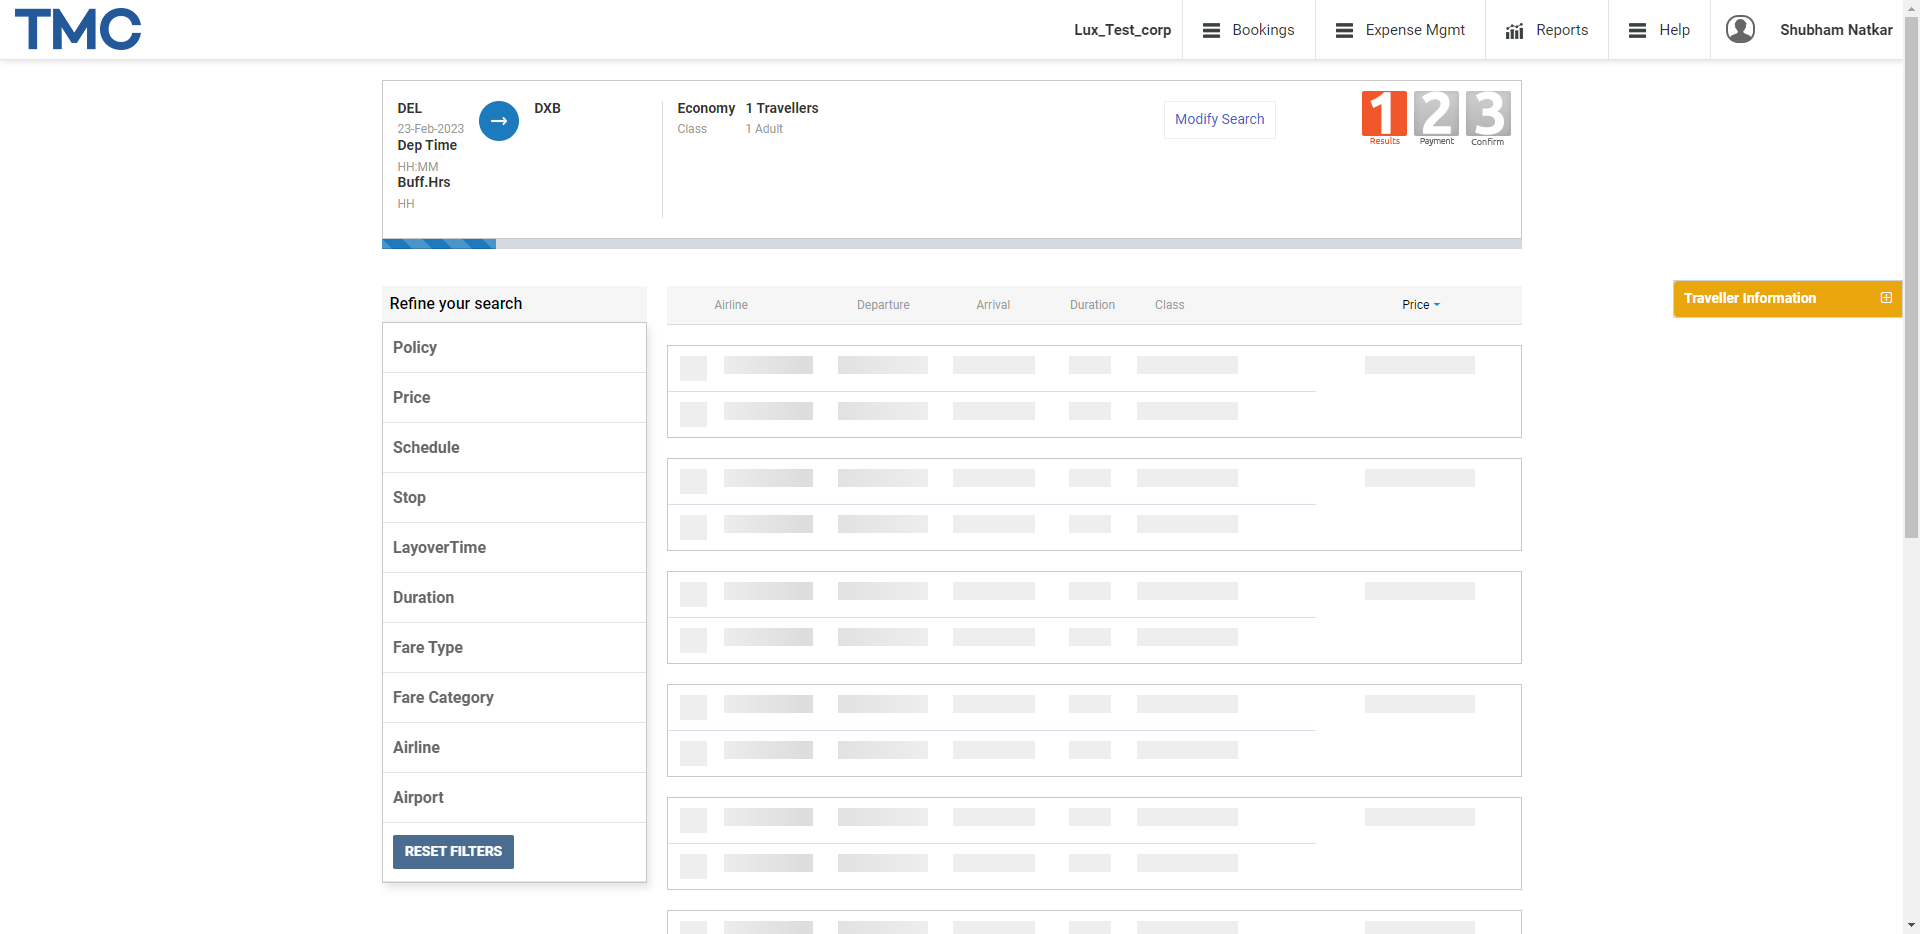 TMC
Lux_Test_corp
Bookings
Expense Mgmt
Reports
Help
Shubham Natkar
DEL
23-Feb-2023
Dep Time
HH:MM
Buff.Hrs
HH
DXB
Economy
Class
1 Travellers
1 Adult
Modify Search
1
Results
2
Payment
3
Confirm
Refine your search
Policy
Price
Schedule
Stop
LayoverTime
Duration
Fare Type
Fare Category
Airline
Airport
RESET FILTERS
Airline
Departure
Arrival
Duration
Class
Price
Traveller Information